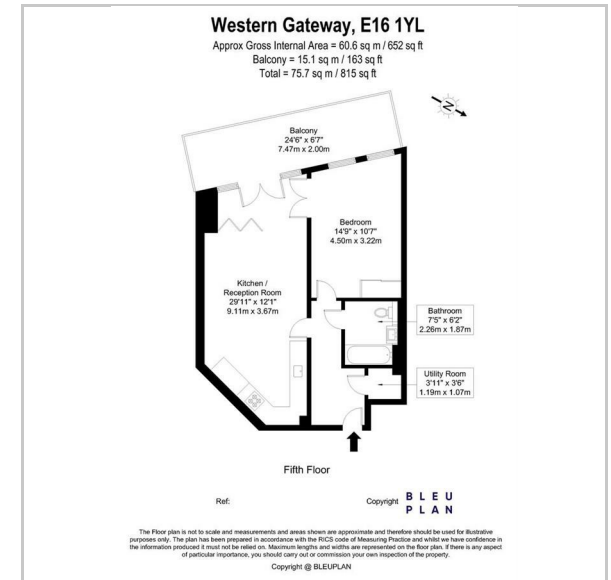 Western Gateway, E16 1YL
Approx Gross Internal Area = 60.6 sq m / 652 sq ft
Balcony = 15.1 sq m / 163 sq ft
Total = 75.7 sq m / 815 sq ft
N
Balcony
24'6" x 6'7"
7.47m x 2.00m
Bedroom
14'9" x 10'7"
4.50m x 3.22m
Kitchen /
Reception Room
29'11" x 12'1"
9.11m x 3.67m
Bathroom
7'5" x 6'2"
2.26m x 1.87m
Utility Room
3'11" x 3'6"
1.19m x 1.07m
Fifth Floor
Ref:
Copyright
BLEU
PLAN
The Floor plan is not to scale and measurements and areas shown are approximate and therefore should be used for illustrative
purposes only. The plan has been prepared in accordance with the RICS code of Measuring Practice and whilst we have confidence in
the information produced it must not be relied on. Maximum lengths and widths are represented on the floor plan. If there is any aspect
of particular importance, you should carry out or commission your own inspection of the property.
Copyright @ BLEUPLAN